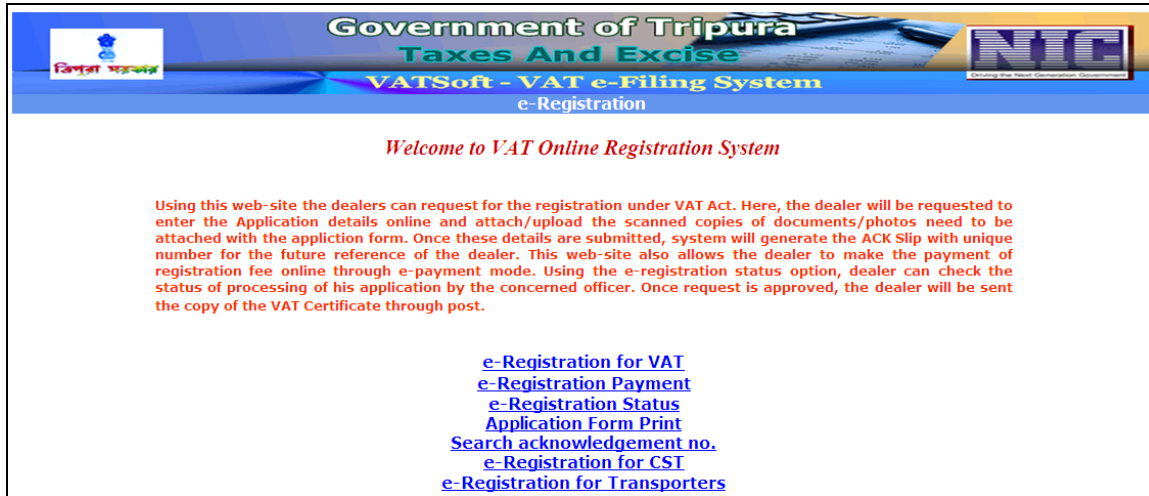 Government of Tripura
Taxes And Excise
ত্রিপুরা সরকার
NIC
Driving the Next Generation Government
VATSoft - VAT e-Filing System
e-Registration
Welcome to VAT Online Registration System
Using this web-site the dealers can request for the registration under VAT Act. Here, the dealer will be requested to
enter the Application details online and attach/upload the scanned copies of documents/photos need to be
attached with the appliction form. Once these details are submitted, system will generate the ACK Slip with unique
number for the future reference of the dealer. This web-site also allows the dealer to make the payment of
registration fee online through e-payment mode. Using the e-registration status option, dealer can check the
status of processing of his application by the concerned officer. Once request is approved, the dealer will be sent
the copy of the VAT Certificate through post.
e-Registration for VAT
e-Registration Payment
e-Registration Status
Application Form Print
Search acknowledgement no.
e-Registration for CST
e-Registration for Transporters